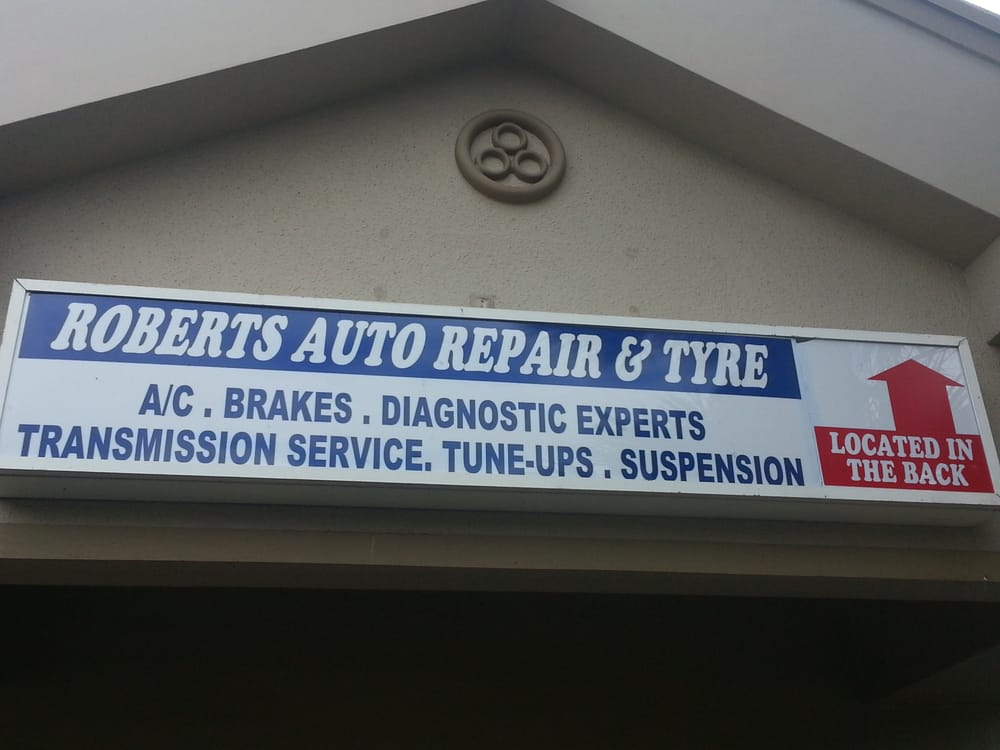 ROBERTS AUTO REPAIR & TYRE
A/C . BRAKES . DIAGNOSTIC EXPERTS
TRANSMISSION SERVICE. TUNE-UPS . SUSPENSION
LOCATED IN
THE BACK